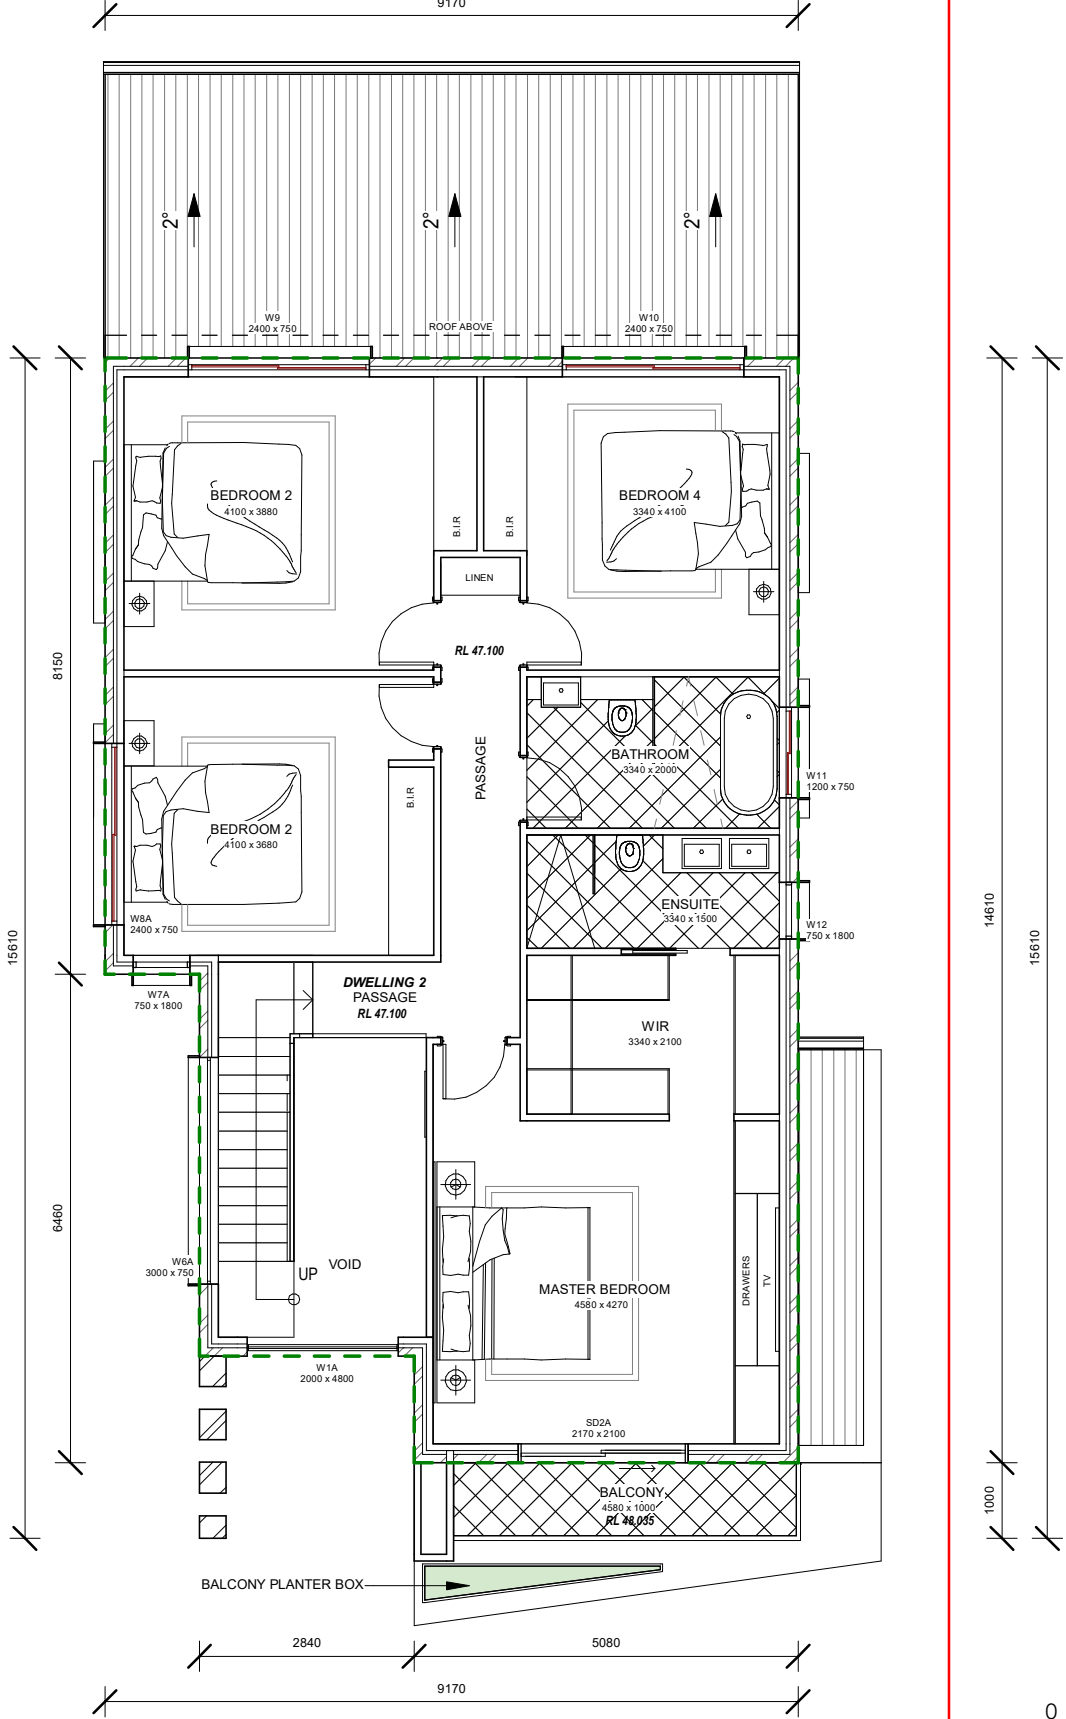 9170
2°
2°
2°
W9
2400 x 750
ROOF ABOVE
W10
2400 x 750
BEDROOM 2
4100 x 3880
B.I.R
B.I.R
BEDROOM 4
3340 x 4100
LINEN
RL 47.100
8150
PASSAGE
BATHROOM
3340 x 2000
W11
1200 x 750
BEDROOM 2
4100 x 3680
B.I.R
W8A
2400 x 750
ENSUITE
3340 x 1500
W12
750 x 1800
15610
14610
15610
W7A
750 x 1800
DWELLING 2
PASSAGE
RL 47.100
WIR
3340 x 2100
6460
W6A
3000 x 750
UP
VOID
MASTER BEDROOM
4580 x 4270
DRAWERS
TV
W1A
2000 x 4800
SD2A
2170 x 2100
BALCONY
4580 x 1000
RL 48.035
1000
BALCONY PLANTER BOX
2840
5080
9170
0